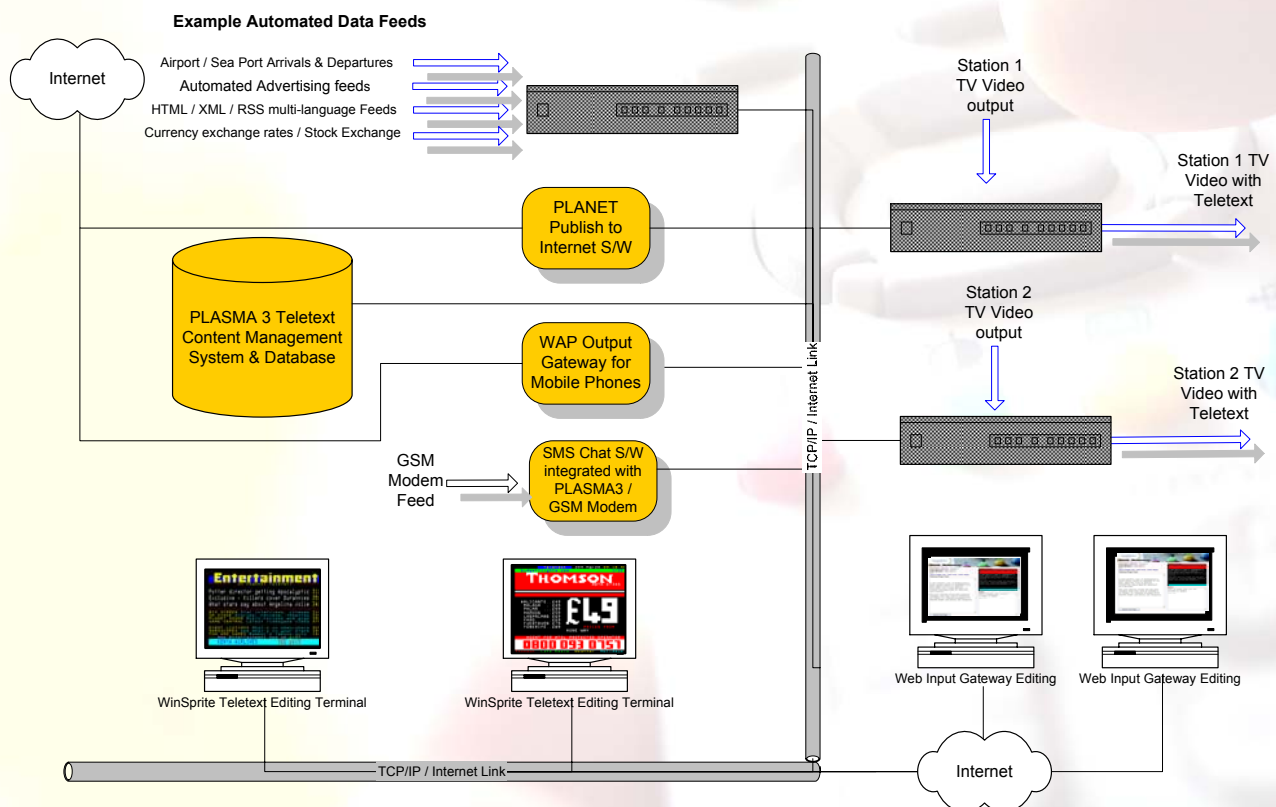 Example Automated Data Feeds
Internet
Airport / Sea Port Arrivals & Departures
Automated Advertising feeds
HTML / XML / RSS multi-language Feeds
Currency exchange rates / Stock Exchange
Station 1
TV Video
output
Station 1 TV
Video with
Teletext
PLANET
Publish to
Internet S/W
PLASMA 3 Teletext
Content Management
System & Database
WAP Output
Gateway for
Mobile Phones
Station 2
TV Video
output
Station 2 TV
Video with
Teletext
TCP/IP / Internet Link
GSM
Modem
Feed
SMS Chat S/W
integrated with
PLASMA3 /
GSM Modem
Entertainment
THOMSON
£49
0800 093 0757
WinSprite Teletext Editing Terminal
WinSprite Teletext Editing Terminal
Web Input Gateway Editing
Web Input Gateway Editing
TCP/IP / Internet Link
Internet